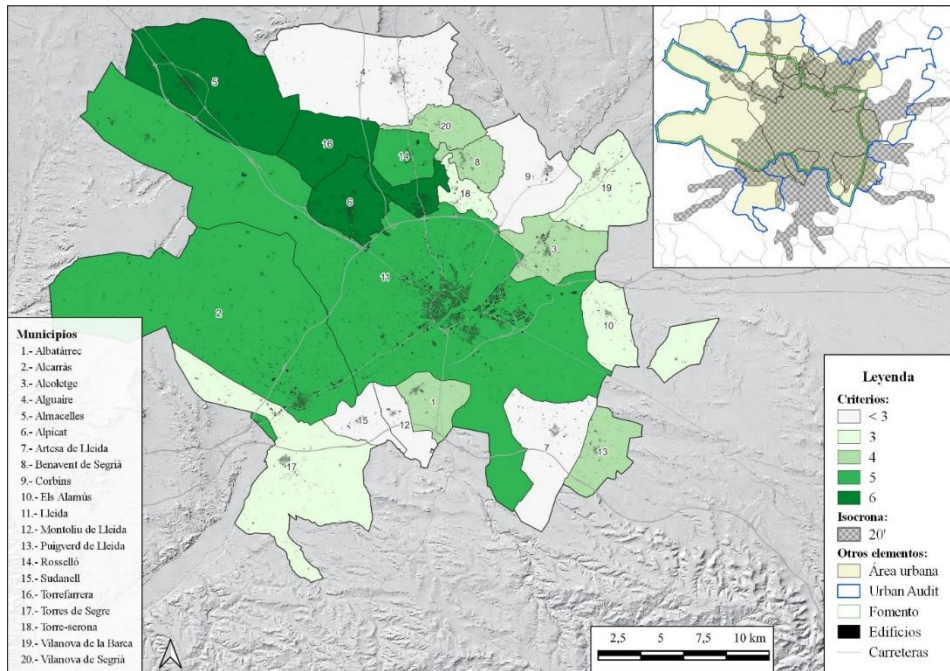 5
4
20
16
14
8
9
18
19
6
3
11
2
10
1
15
12
7
13
17
Municipios
1.- Albatàrrec
2.- Alcarràs
3.- Alcoletge
4.- Alguaire
5.- Almacelles
6.- Alpicat
7.- Artesa de Lleida
8.- Benavent de Segrià
9.- Corbins
10.- Els Alamús
11.- Lleida
12.- Montoliu de Lleida
13.- Puigverd de Lleida
14.- Rosselló
15.- Sudanell
16.- Torrefarrera
17.- Torres de Segre
18.- Torre-serona
19.- Vilanova de la Barca
20.- Vilanova de Segrià
2,5 5 7,5 10 km
Leyenda
Criterios:
< 3
3
4
5
6
Isocrona:
20'
Otros elementos:
Área urbana
Urban Audit
Fomento
Edificios
Carreteras